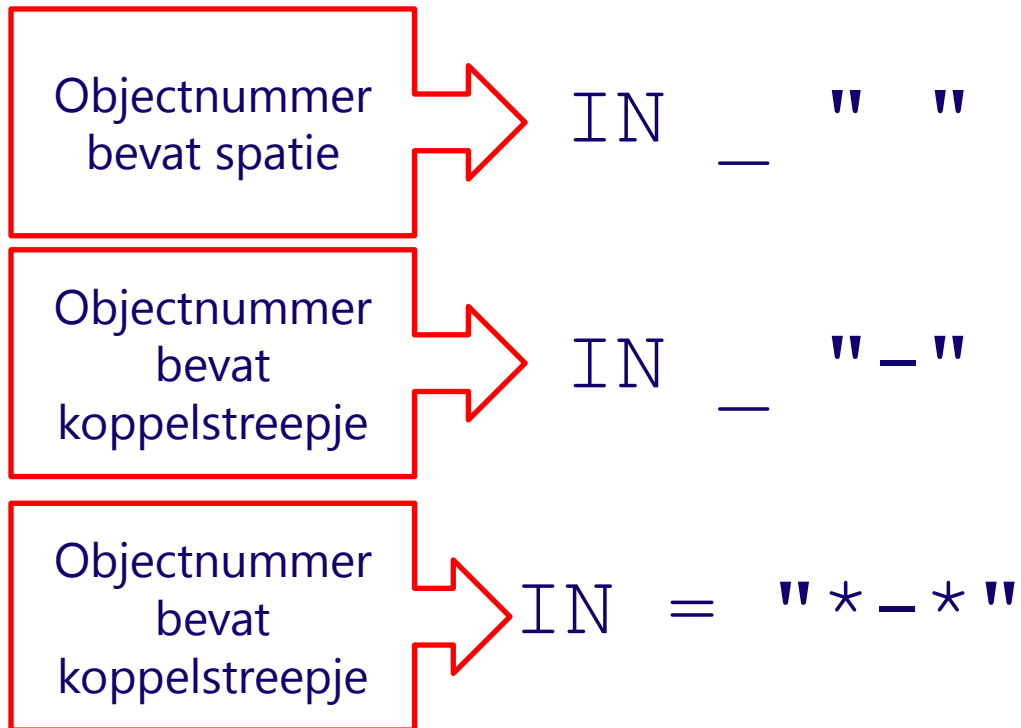 Objectnummer
bevat spatie
IN _ " "
Objectnummer
bevat
koppelstreepje
IN _ "-"
Objectnummer
bevat
koppelstreepje
IN = "*-*"